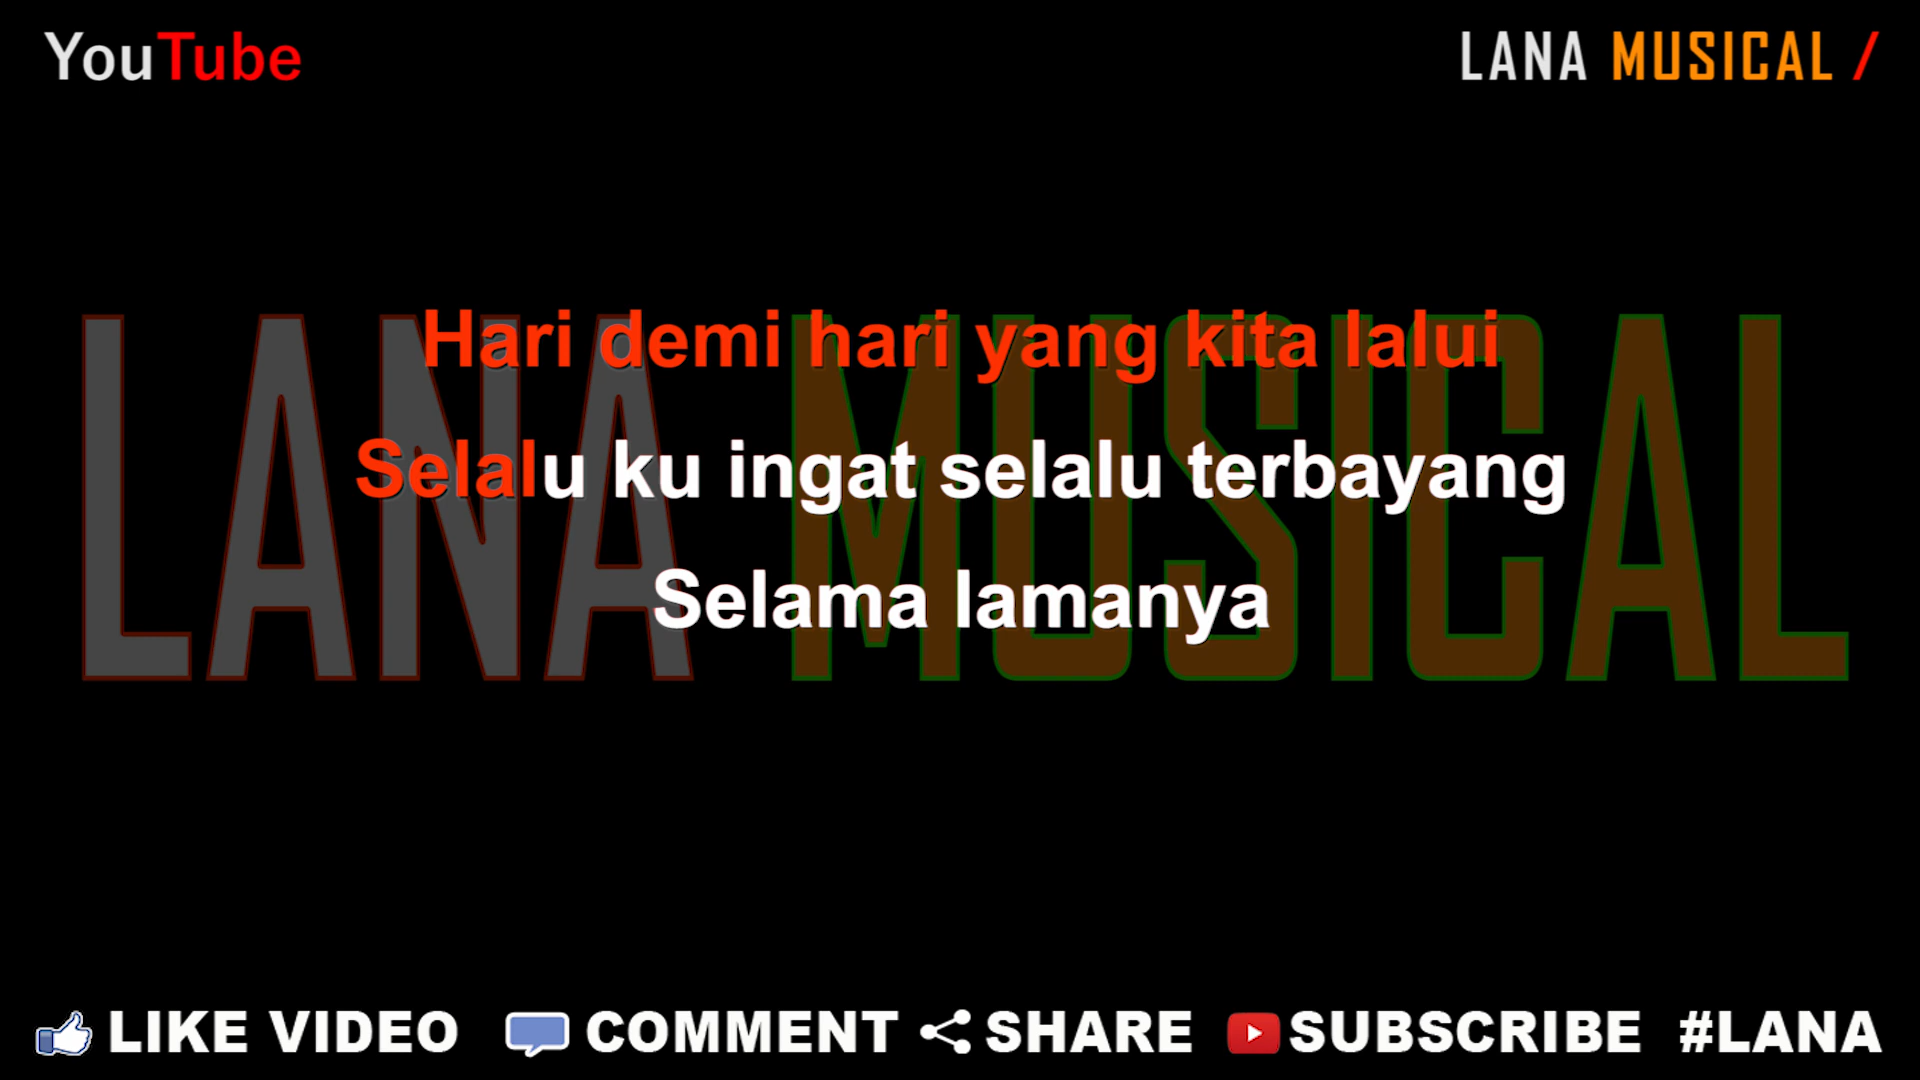 YouTube
LANA MUSICAL /
LANA MUSICAL
Hari demi hari yang kita lalui
Selalu ku ingat selalu terbayang
Selama lamanya
LIKE VIDEO COMMENT SHARE SUBSCRIBE #LANA